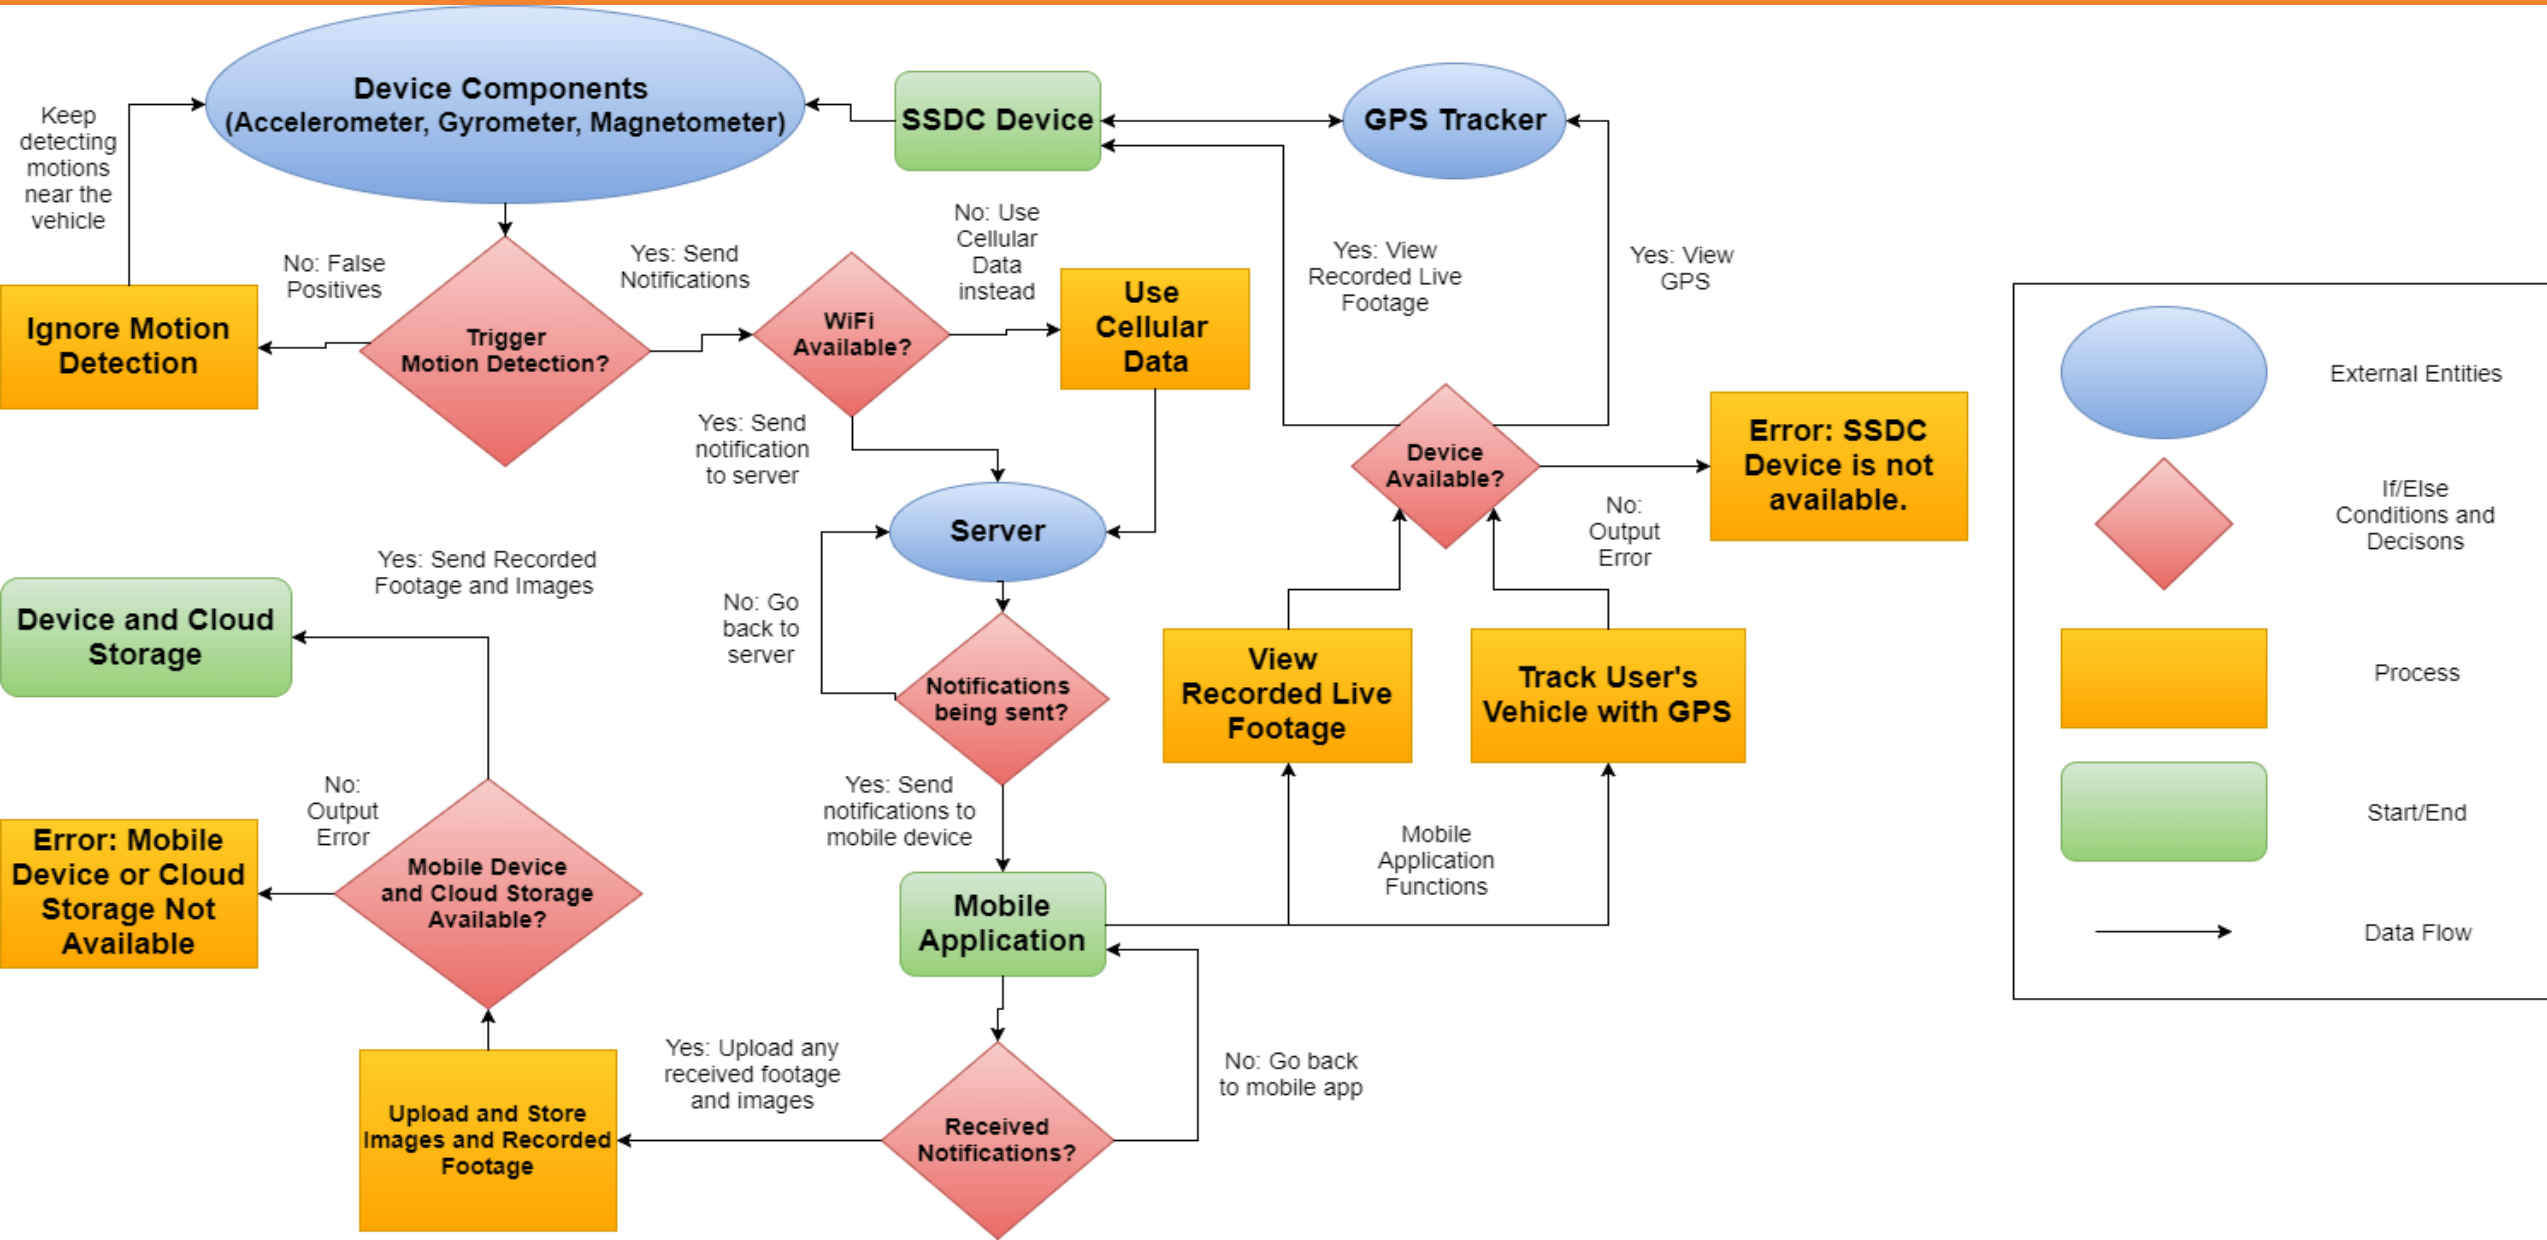 Device Components
(Accelerometer, Gyrometer, Magnetometer)
SSDC Device
GPS Tracker
Keep
detecting
motions
near the
vehicle
No: False
Positives
Yes: Send
Notifications
No: Use
Cellular
Data
instead
Yes: View
Recorded Live
Footage
Yes: View
GPS
Ignore Motion
Detection
Trigger
Motion Detection?
WiFi
Available?
Use
Cellular
Data
Yes: Send
notification
to server
Device
Available?
Error: SSDC
Device is not
available.
No:
Output
Error
Server
Yes: Send Recorded
Footage and Images
Device and Cloud
Storage
No: Go
back to
server
Notifications
being sent?
View
Recorded Live
Footage
Track User's
Vehicle with GPS
Yes: Send
notifications to
mobile device
No:
Output
Error
Error: Mobile
Device or Cloud
Storage Not
Available
Mobile Device
and Cloud Storage
Available?
Mobile
Application
Mobile
Application
Functions
Yes: Upload any
received footage
and images
No: Go back
to mobile app
Upload and Store
Images and Recorded
Footage
Received
Notifications?
External Entities
If/Else
Conditions and
Decisons
Process
Start/End
Data Flow